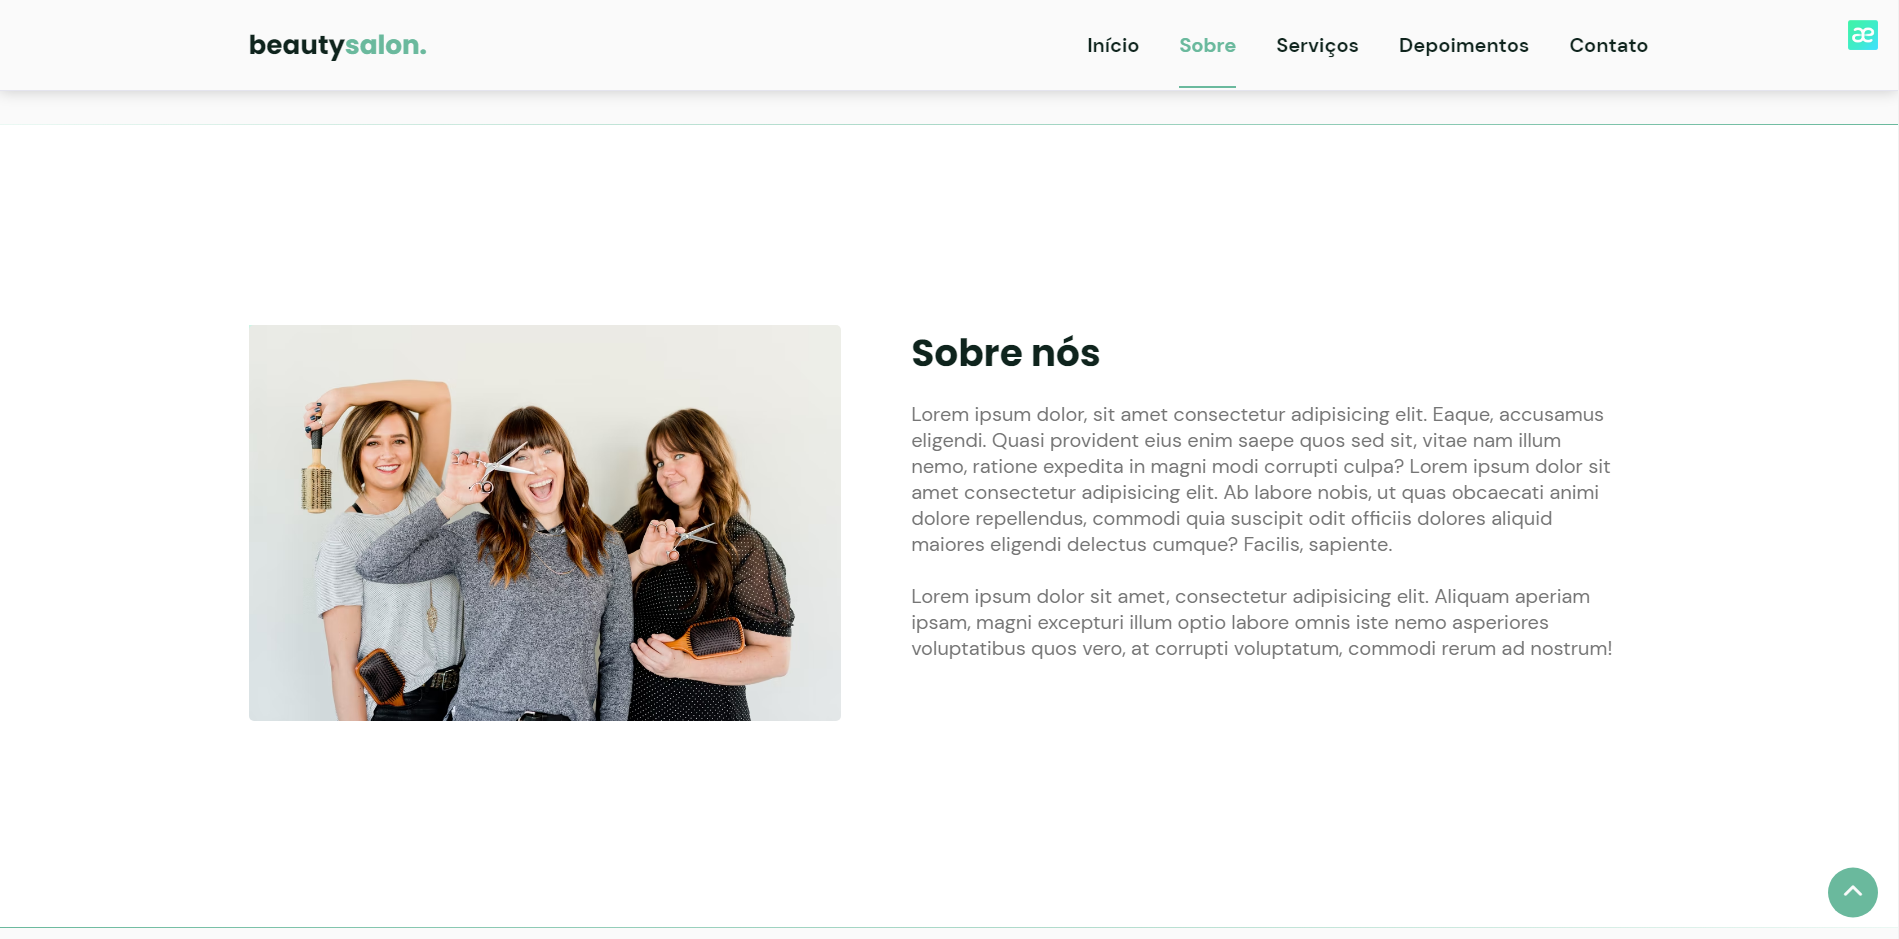 beautysalon.
Início
Sobre
Serviços
Depoimentos
Contato
æ
Sobre nós
Lorem ipsum dolor, sit amet consectetur adipisicing elit. Eaque, accusamus
eligendi. Quasi provident eius enim saepe quos sed sit, vitae nam illum
nemo, ratione expedita in magni modi corrupti culpa? Lorem ipsum dolor sit
amet consectetur adipisicing elit. Ab labore nobis, ut quas obcaecati animi
dolore repellendus, commodi quia suscipit odit officiis dolores aliquid
maiores eligendi delectus cumque? Facilis, sapiente.
Lorem ipsum dolor sit amet, consectetur adipisicing elit. Aliquam aperiam
ipsam, magni excepturi illum optio labore omnis iste nemo asperiores
voluptatibus quos vero, at corrupti voluptatum, commodi rerum ad nostrum!